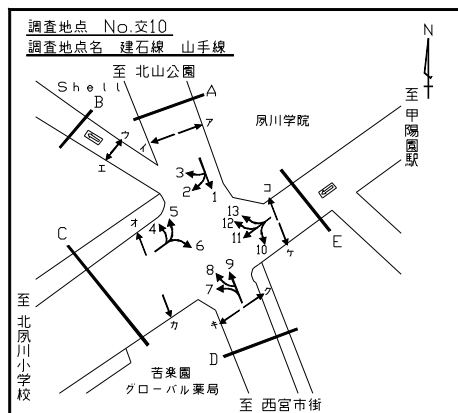 調査地点 No.交10
調査地点名 建石線 山手線
N
至 北山公園
Shell
A
B
夙川学院
至 甲陽園駅
ア
イ
ウ
エ
3
2
1
コ
13
12
11
10
ケ
E
オ
5
4
6
C
9
8
7
ク
キ
カ
D
至 北夙川小学校
苦楽園
グローバル薬局
至 西宮市街